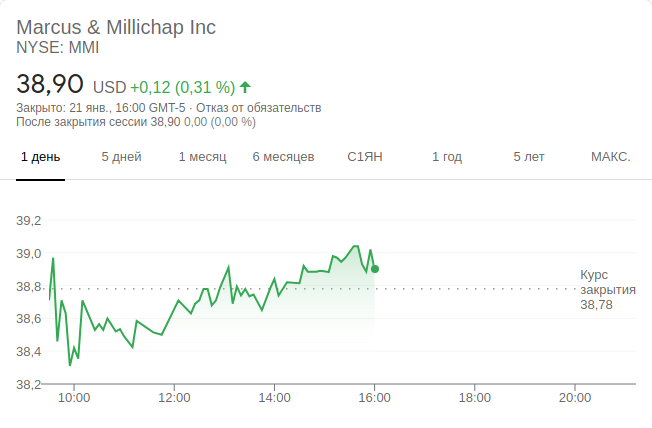 Marcus & Millichap Inc
NYSE: MMI
38,90 USD +0,12 (0,31 %)
Закрыто: 21 янв., 16:00 GMT-5 · Отказ от обязательств
После закрытия сессии 38,90 0,00 (0,00 %)
1 день 5 дней 1 месяц 6 месяцев С1ЯН 1 год 5 лет МАКС.
39,2
39,0
38,8
38,6
38,4
38,2
Курс
закрытия
38,78
10:00 12:00 14:00 16:00 18:00 20:00